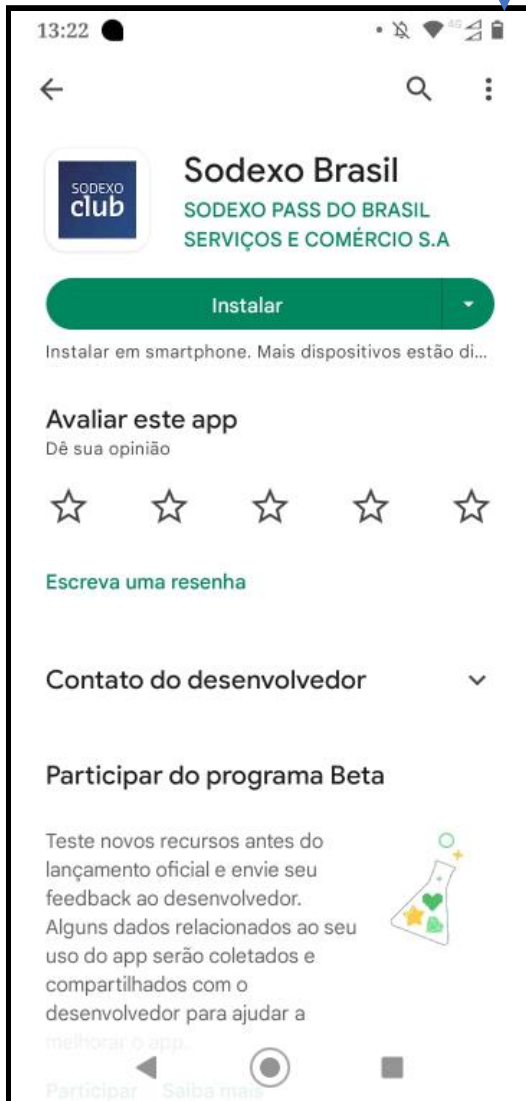 13:22
4G
SODEXO
club
Sodexo Brasil
SODEXO PASS DO BRASIL
SERVIÇOS E COMÉRCIO S.A
Instalar
Instalar em smartphone. Mais dispositivos estão di...
Avaliar este app
Dê sua opinião
Escreva uma resenha
Contato do desenvolvedor
Participar do programa Beta
Teste novos recursos antes do
lançamento oficial e envie seu
feedback ao desenvolvedor.
Alguns dados relacionados ao seu
uso do app serão coletados e
compartilhados com o
desenvolvedor para ajudar a
melhorar o app.
Participar Saiba mais